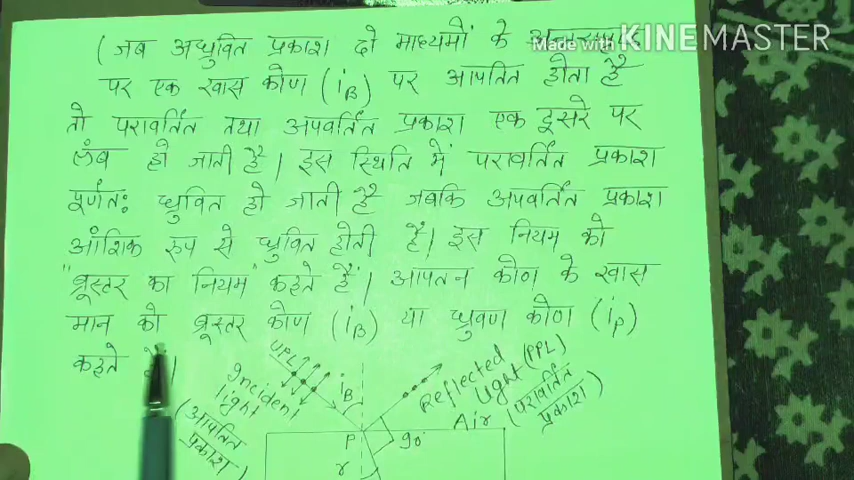 Made with KINEMASTER
( जब अध्रुवित प्रकाश दो माध्यमों के
पर एक खास कोण (iB) पर आपतित होता है
तो परावर्तित तथा अपवर्तित प्रकाश एक दूसरे पर
लंब हो जाती है। इस स्थिति में परावर्तित प्रकाश
पूर्णतः ध्रुवित हो जाती है जबकि अपवर्तित प्रकाश
आंशिक रुप से ध्रुवित होती है। इस नियम को
"ब्रूस्टर का नियम" कहते हैं। आपतन कोण के खास
मान को ब्रूस्टर कोण (iB) या ध्रुवण कोण (ip)
कहते है।
UPL
Incident
light
(आपतित
प्रकाश)
iB
Reflected
Light (PPL)
(परावर्तित
प्रकाश)
Air
P
90°
r